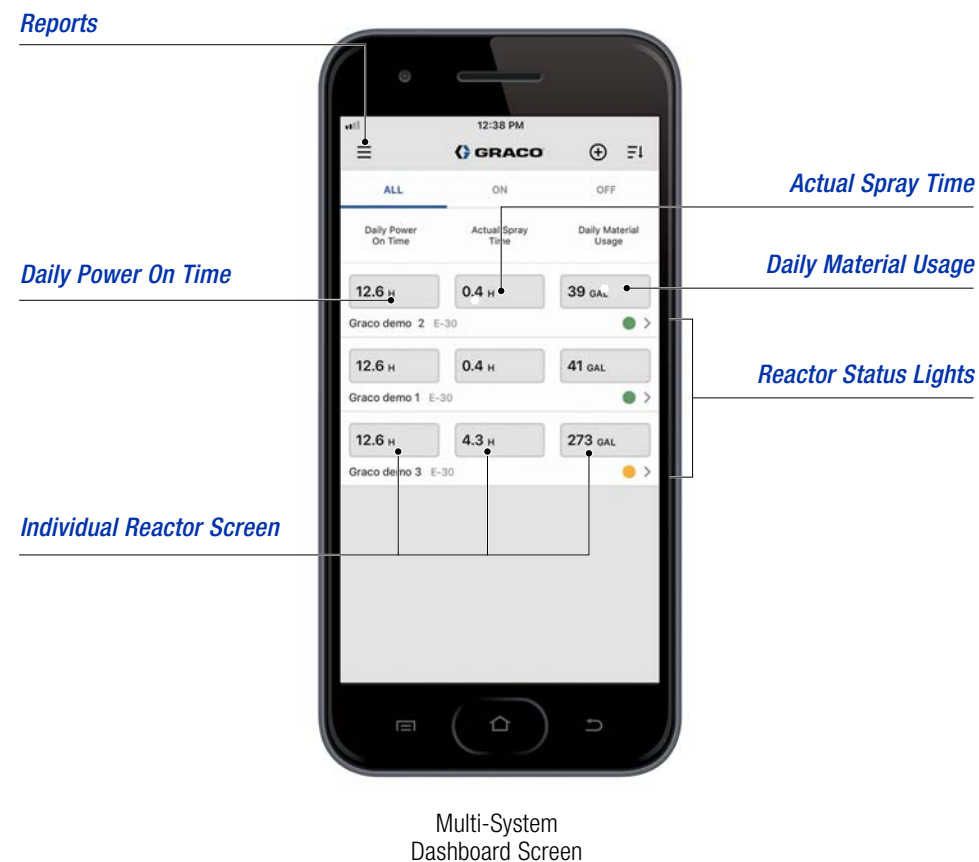 Reports
12:38 PM
GRACO
ALL ON OFF
Actual Spray Time
Daily Power
On Time
Actual Spray
Time
Daily Material
Usage
Daily Power On Time
Daily Material Usage
12.6 H 0.4 H 39 GAL
Graco demo 2 E-30
Reactor Status Lights
12.6 H 0.4 H 41 GAL
Graco demo 1 E-30
12.6 H 4.3 H 273 GAL
Graco demo 3 E-30
Individual Reactor Screen
Multi-System
Dashboard Screen